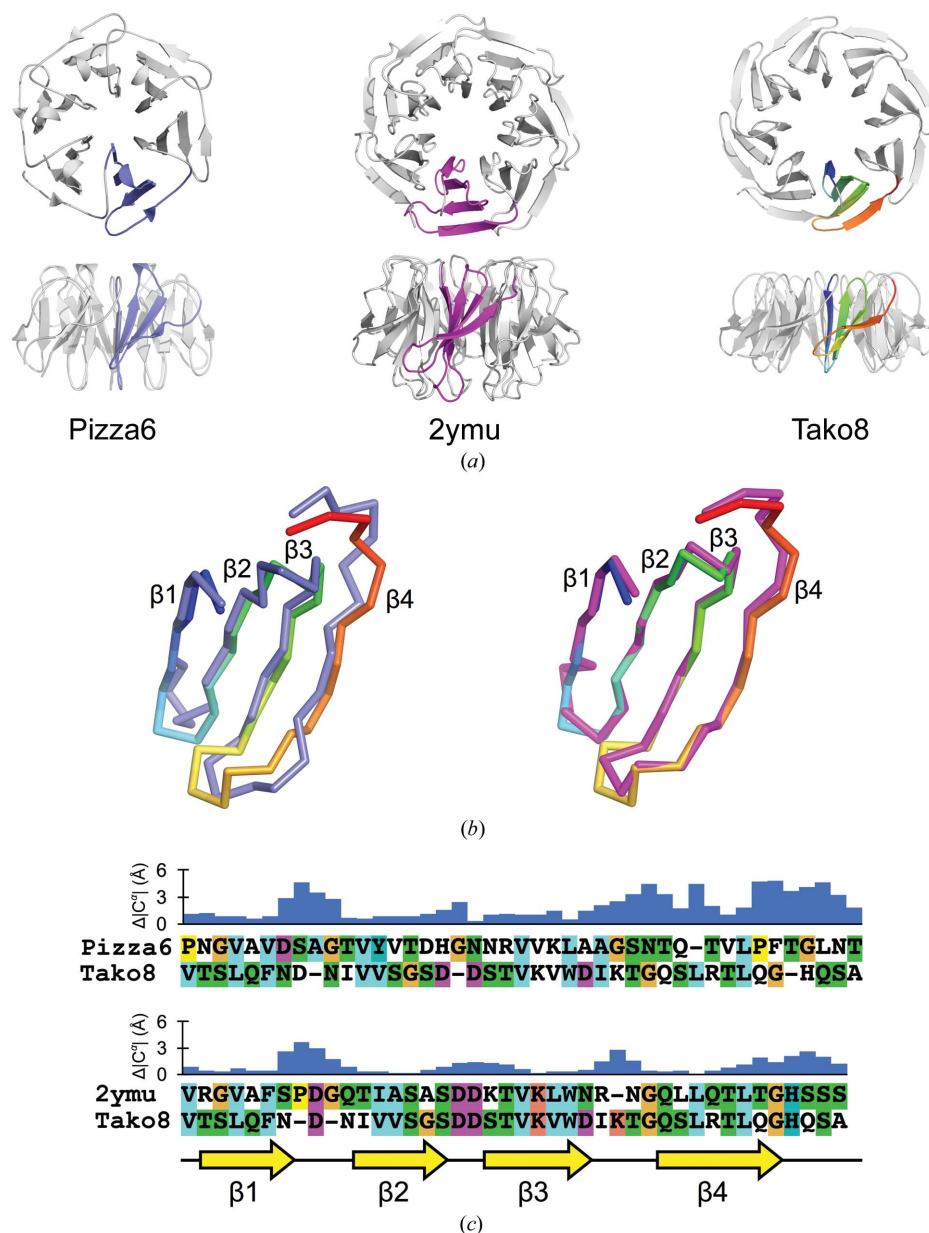 Pizza6
2ymu
Tako8
(a)
β1
β2
β3
β4
β1
β2
β3
β4
(b)
Δ|Cα| (Å)
6
3
0
Pizza6 PNGVAVDSAGTVYVTDHGNNRVVKLAAGSNTQ-TVLPFTGLNT
Tako8 VTSLQFND-NIVVSGSD-DSTVKVWDIKTGQSLRTLQG-HQSA
Δ|Cα| (Å)
6
3
0
2ymu VRGVAFSPDGQTIASASDDKTVKLWNR-NGQLLQTLTGHSSS
Tako8 VTSLQFN-D-NIVVSGSDDSTVKVWDIKTGQSLRTLQGHQSA
β1 β2 β3 β4
(c)